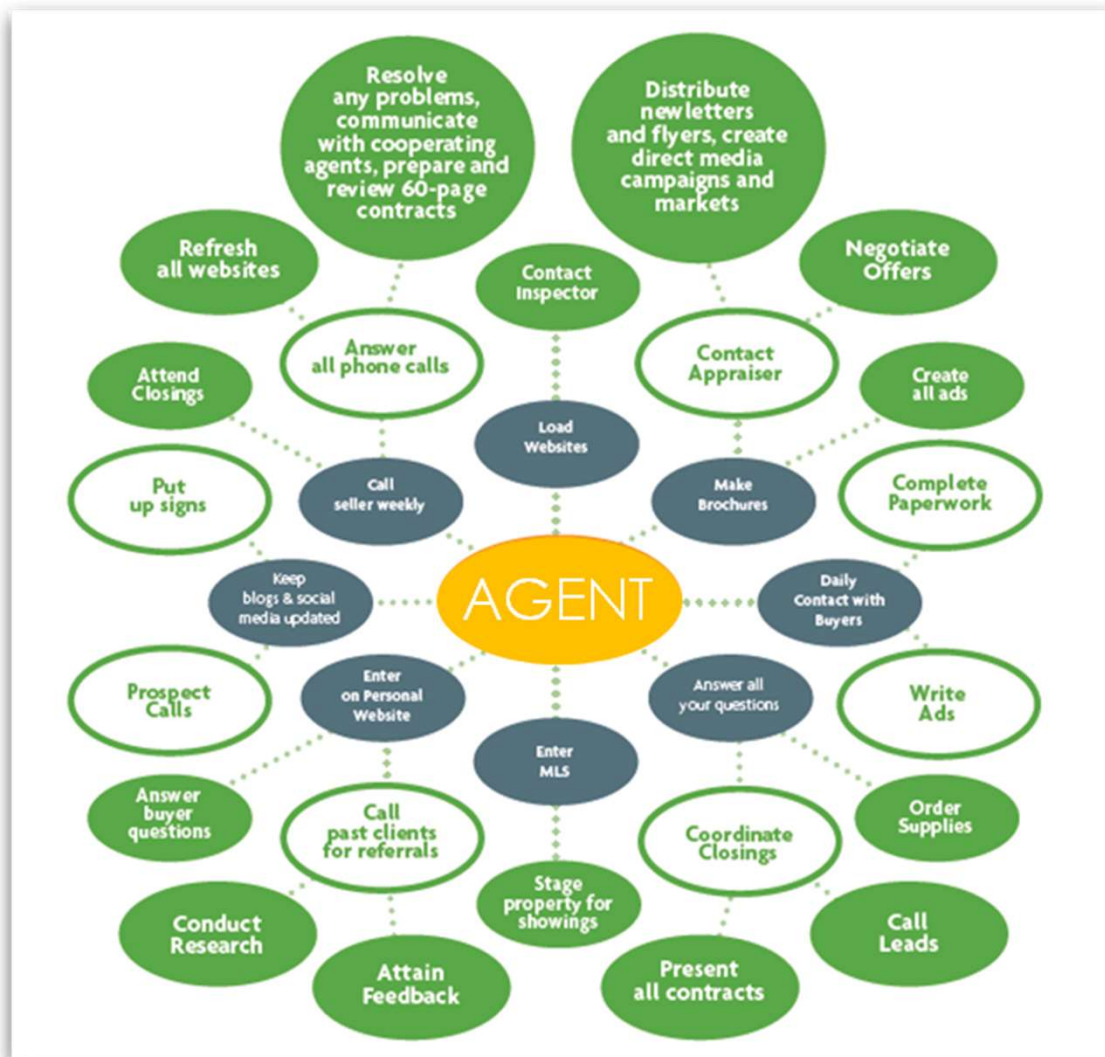 Resolve
any problems,
communicate
with cooperating
agents, prepare and
review 60-page
contracts
Distribute
newletters
and flyers, create
direct media
campaigns and
markets
Refresh
all websites
Contact
Inspector
Negotiate
Offers
Answer
all phone calls
Contact
Appraiser
Attend
Closings
Create
all ads
Load
Websites
Put
up signs
Call
seller weekly
Make
Brochures
Complete
Paperwork
Keep
blogs & social
media updated
AGENT
Daily
Contact with
Buyers
Prospect
Calls
Enter
on Personal
Website
Answer all
your questions
Write
Ads
Enter
MLS
Answer
buyer
questions
Call
past clients
for referrals
Coordinate
Closings
Order
Supplies
Stage
property for
showings
Conduct
Research
Call
Leads
Attain
Feedback
Present
all contracts